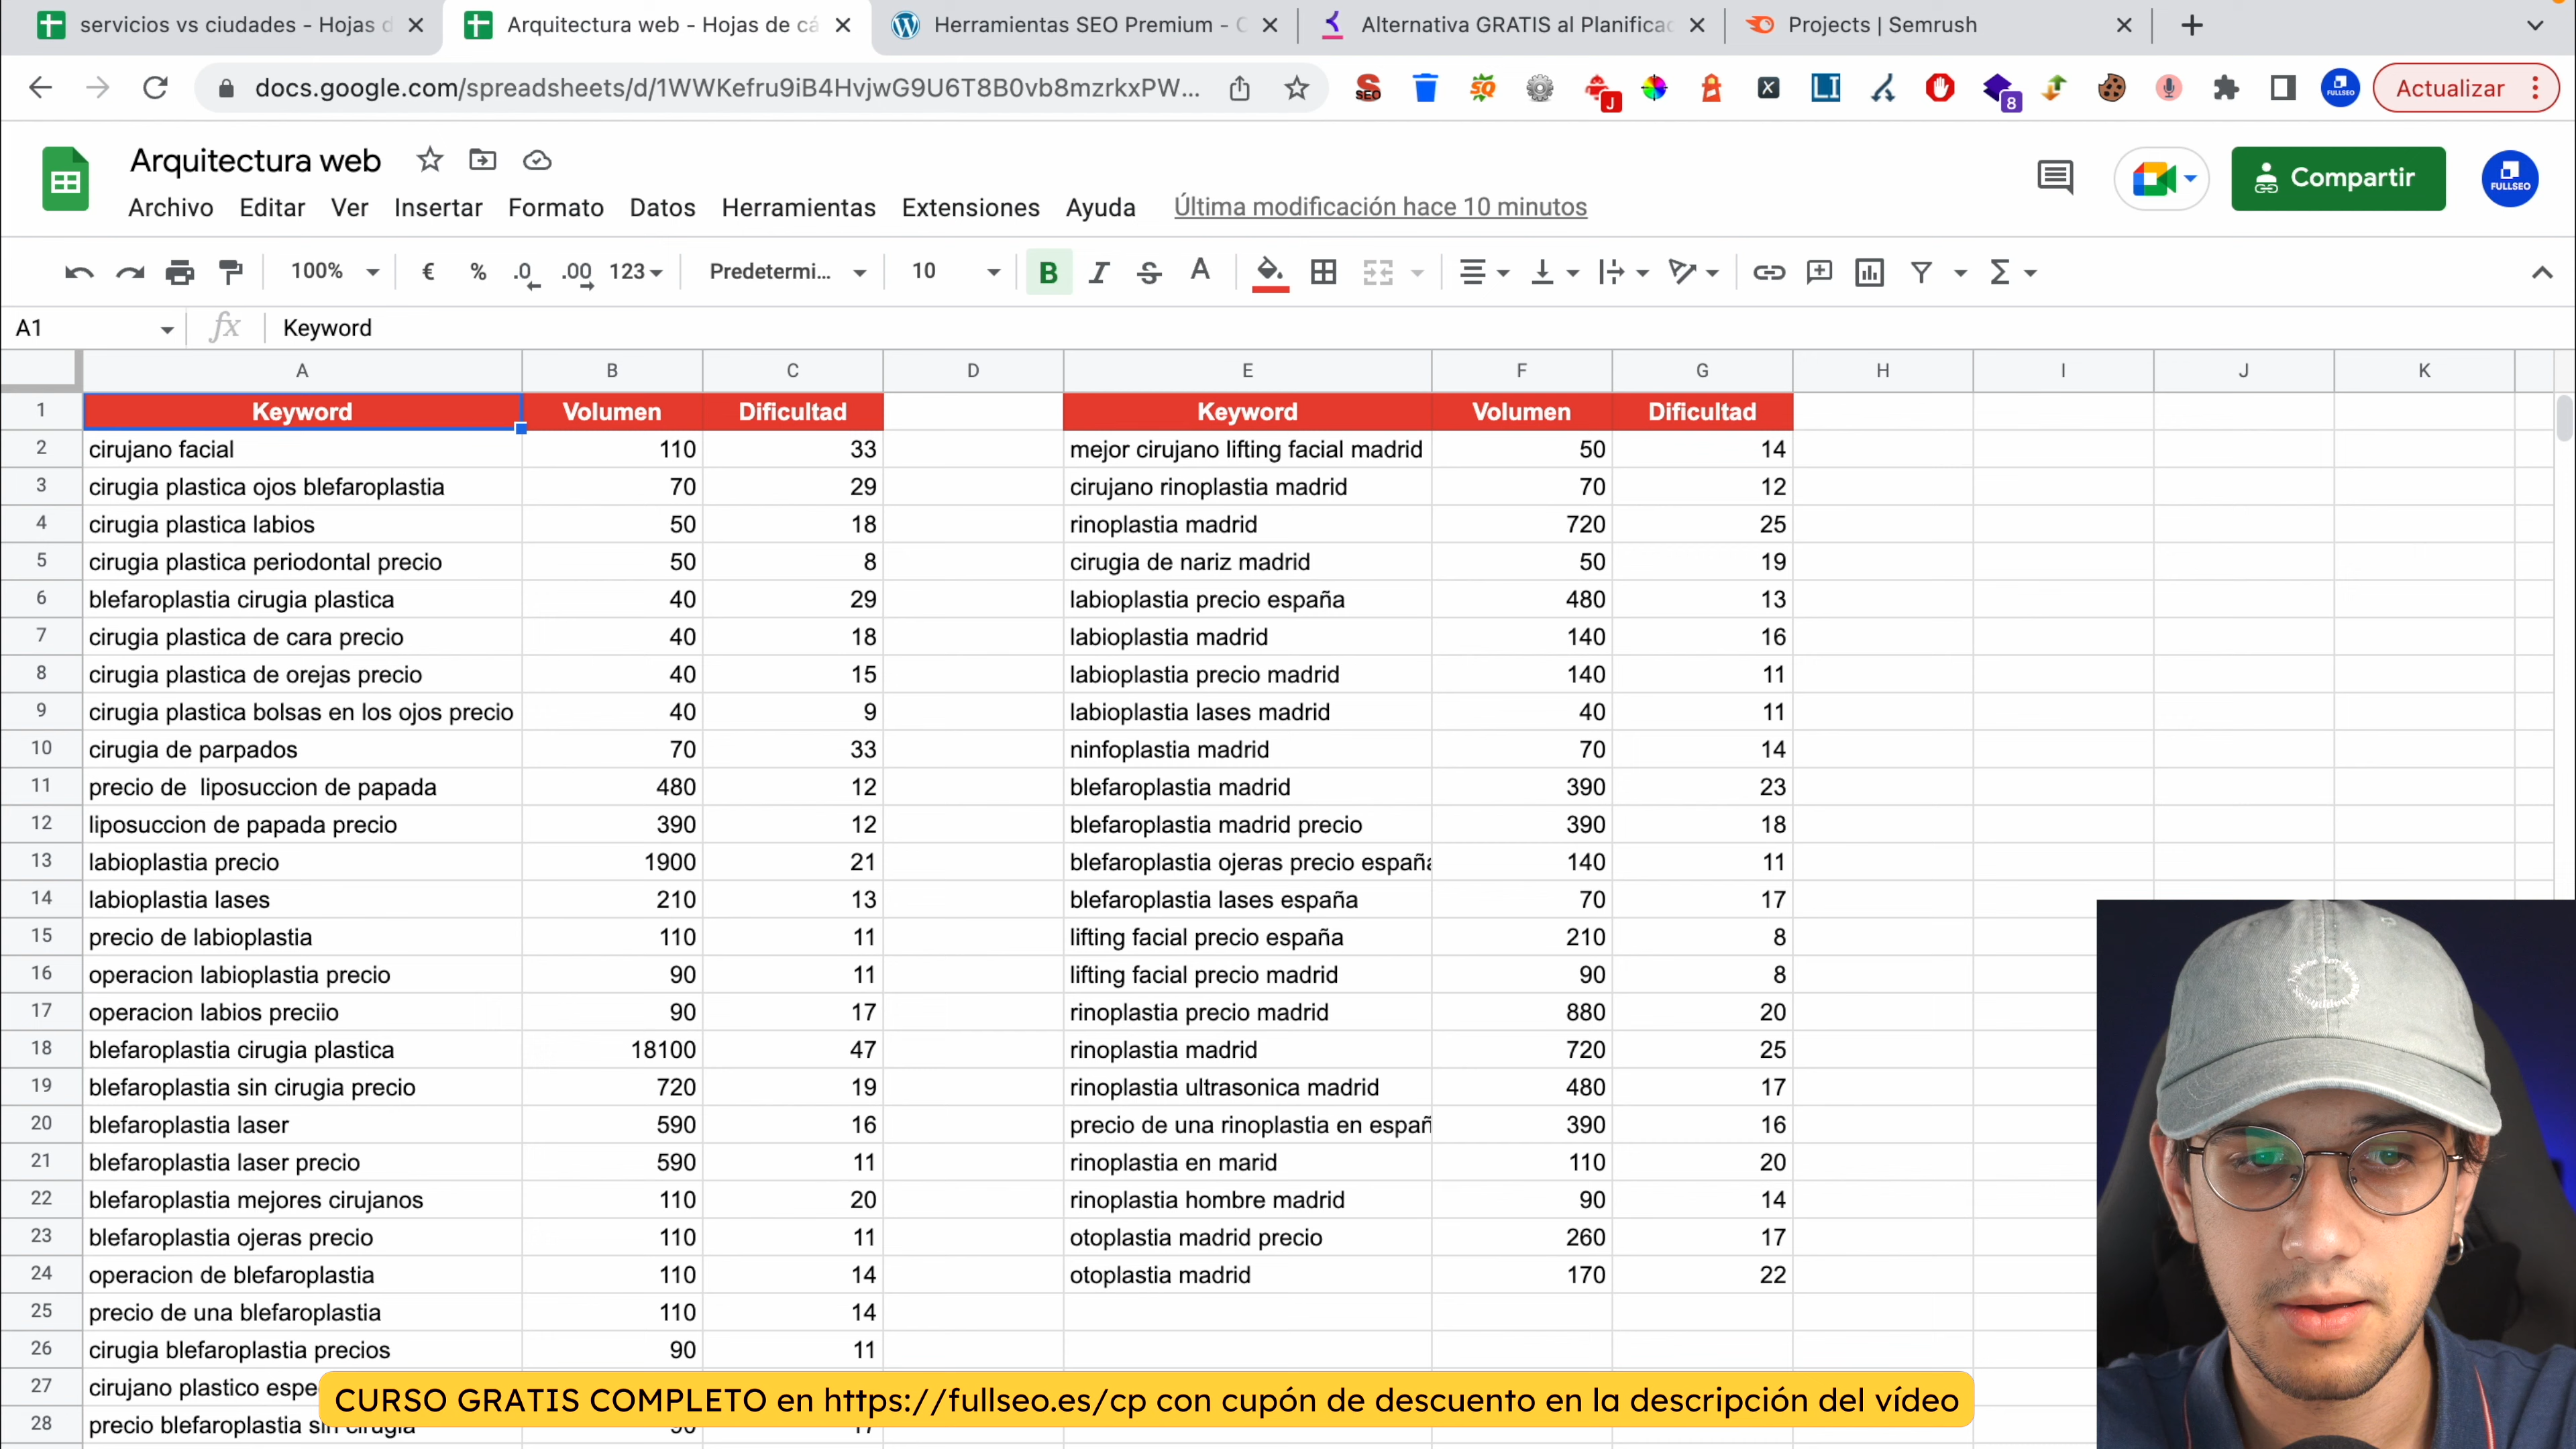 servicios vs ciudades - Hojas d
Arquitectura web - Hojas de cá
Herramientas SEO Premium - C
Alternativa GRATIS al Planificad
Projects | Semrush
docs.google.com/spreadsheets/d/1WWKefru9iB4HvjwG9U6T8B0vb8mzrkxPW...
Actualizar
Arquitectura web
Archivo Editar Ver Insertar Formato Datos Herramientas Extensiones Ayuda Última modificación hace 10 minutos
Compartir
FULLSEO
100% € % .0 .00 123 Predetermi... 10 B I S A
A1 fx Keyword
A B C D E F G H I J K
1 Keyword Volumen Dificultad Keyword Volumen Dificultad
2 cirujano facial 110 33 mejor cirujano lifting facial madrid 50 14
3 cirugia plastica ojos blefaroplastia 70 29 cirujano rinoplastia madrid 70 12
4 cirugia plastica labios 50 18 rinoplastia madrid 720 25
5 cirugia plastica periodontal precio 50 8 cirugia de nariz madrid 50 19
6 blefaroplastia cirugia plastica 40 29 labioplastia precio españa 480 13
7 cirugia plastica de cara precio 40 18 labioplastia madrid 140 16
8 cirugia plastica de orejas precio 40 15 labioplastia precio madrid 140 11
9 cirugia plastica bolsas en los ojos precio 40 9 labioplastia lases madrid 40 11
10 cirugia de parpados 70 33 ninfoplastia madrid 70 14
11 precio de  liposuccion de papada 480 12 blefaroplastia madrid 390 23
12 liposuccion de papada precio 390 12 blefaroplastia madrid precio 390 18
13 labioplastia precio 1900 21 blefaroplastia ojeras precio españa 140 11
14 labioplastia lases 210 13 blefaroplastia lases españa 70 17
15 precio de labioplastia 110 11 lifting facial precio españa 210 8
16 operacion labioplastia precio 90 11 lifting facial precio madrid 90 8
17 operacion labios preciio 90 17 rinoplastia precio madrid 880 20
18 blefaroplastia cirugia plastica 18100 47 rinoplastia madrid 720 25
19 blefaroplastia sin cirugia precio 720 19 rinoplastia ultrasonica madrid 480 17
20 blefaroplastia laser 590 16 precio de una rinoplastia en españ 390 16
21 blefaroplastia laser precio 590 11 rinoplastia en marid 110 20
22 blefaroplastia mejores cirujanos 110 20 rinoplastia hombre madrid 90 14
23 blefaroplastia ojeras precio 110 11 otoplastia madrid precio 260 17
24 operacion de blefaroplastia 110 14 otoplastia madrid 170 22
25 precio de una blefaroplastia 110 14
26 cirugia blefaroplastia precios 90 11
27 cirujano plastico espe
CURSO GRATIS COMPLETO en https://fullseo.es/cp con cupón de descuento en la descripción del vídeo
28 precio blefaroplastia sin cirugia